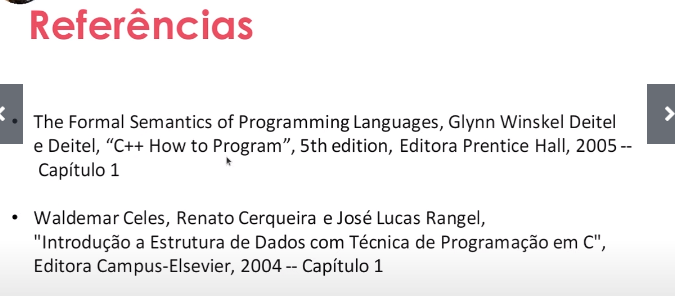 Referências
• The Formal Semantics of Programming Languages, Glynn Winskel Deitel
e Deitel, “C++ How to Program”, 5th edition, Editora Prentice Hall, 2005 --
Capítulo 1
• Waldemar Celes, Renato Cerqueira e José Lucas Rangel,
"Introdução a Estrutura de Dados com Técnica de Programação em C",
Editora Campus-Elsevier, 2004 -- Capítulo 1